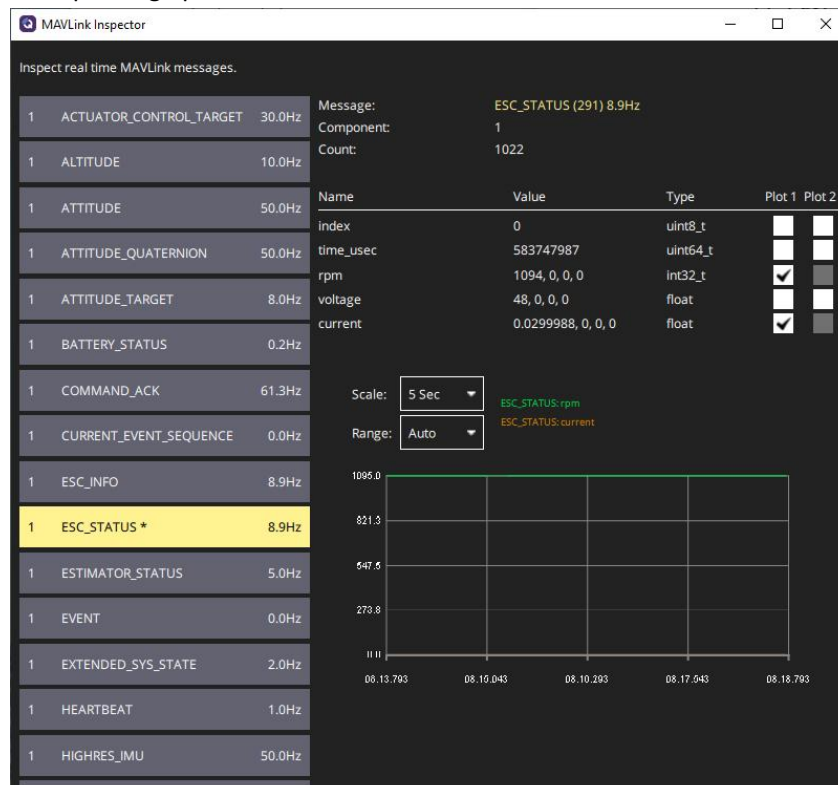 MAVLink Inspector
Inspect real time MAVLink messages.
1 ACTUATOR_CONTROL_TARGET 30.0Hz
1 ALTITUDE 10.0Hz
1 ATTITUDE 50.0Hz
1 ATTITUDE_QUATERNION 50.0Hz
1 ATTITUDE_TARGET 8.0Hz
1 BATTERY_STATUS 0.2Hz
1 COMMAND_ACK 61.3Hz
1 CURRENT_EVENT_SEQUENCE 0.0Hz
1 ESC_INFO 8.9Hz
1 ESC_STATUS * 8.9Hz
1 ESTIMATOR_STATUS 5.0Hz
1 EVENT 0.0Hz
1 EXTENDED_SYS_STATE 2.0Hz
1 HEARTBEAT 1.0Hz
1 HIGHRES_IMU 50.0Hz
Message: ESC_STATUS (291) 8.9Hz
Component: 1
Count: 1022
Name Value Type Plot 1 Plot 2
index 0 uint8_t
time_usec 583747987 uint64_t
rpm 1094, 0, 0, 0 int32_t
voltage 48, 0, 0, 0 float
current 0.0299988, 0, 0, 0 float
Scale: 5 Sec
Range: Auto
ESC_STATUS:rpm
ESC_STATUS:current
1095.0
821.3
547.5
273.8
08.13.793 08.17.043 08.18.793